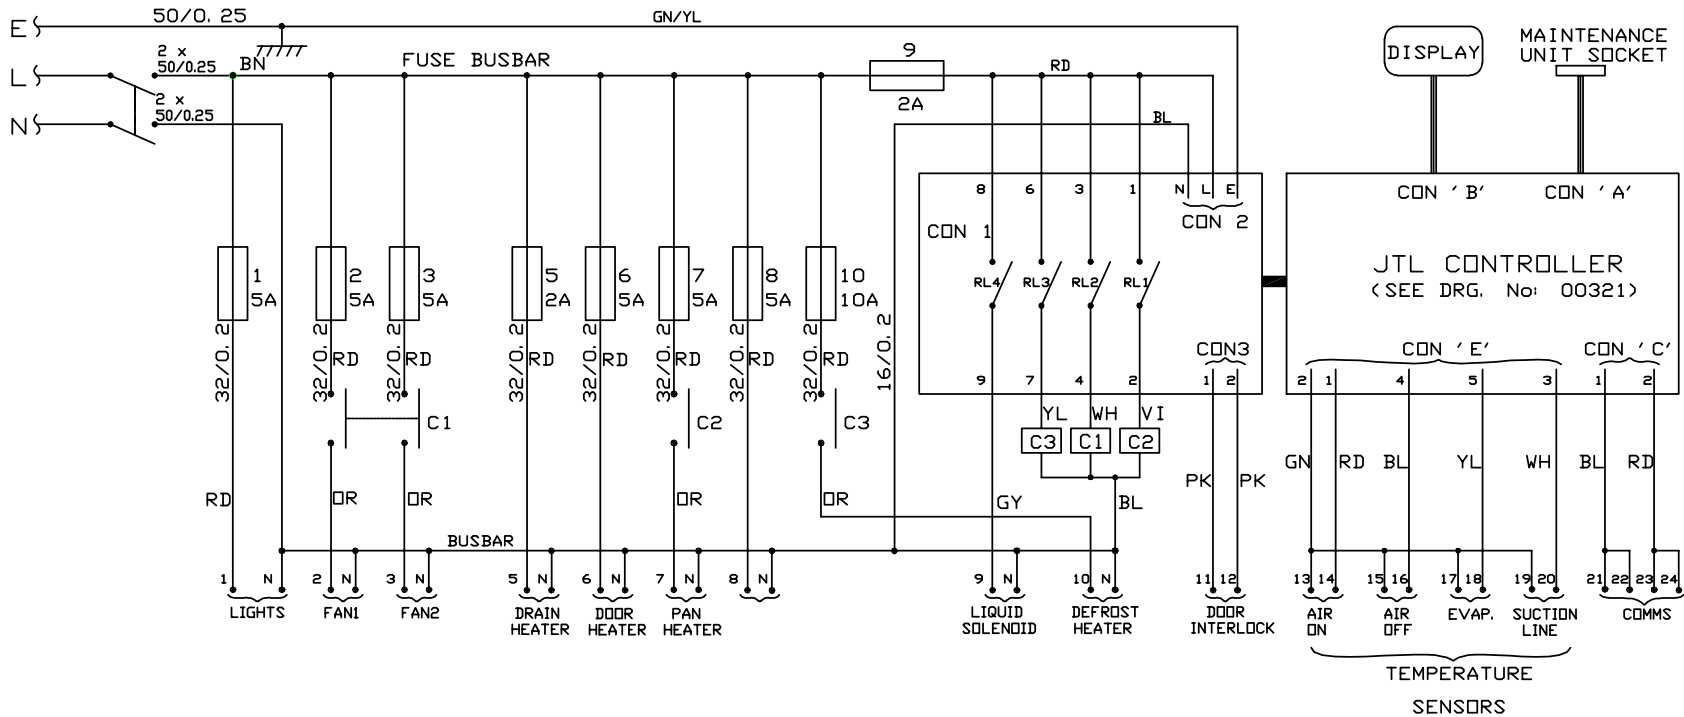 E 50/0.25 GN/YL
L 2 x 50/0.25 BN FUSE BUSBAR 9 2A RD
N 2 x 50/0.25 BL
DISPLAY
MAINTENANCE
UNIT SOCKET
8 6 3 1 N L E
CON 1
CON 2
RL4 RL3 RL2 RL1
CON3
9 7 4 2 1 2
CON 'B' CON 'A'
JTL CONTROLLER
(SEE DRG. No: 00321)
CON 'E' CON 'C'
2 1 4 5 3 1 2
1 2 3 5 6 7 8 10
5A 5A 5A 2A 5A 5A 5A 10A
32/0.2 32/0.2 32/0.2 32/0.2 32/0.2 32/0.2 32/0.2 32/0.2 16/0.2
RD RD RD RD RD RD
C1 C2 C3
YL WH VI
C3 C1 C2
GN RD BL YL WH BL RD
RD OR OR OR OR GY BL PK PK
BUSBAR
1 N 2 N 3 N 5 N 6 N 7 N 8 N 9 N 10 N 11 12 13 14 15 16 17 18 19 20 21 22 23 24
LIGHTS
FAN1
FAN2
DRAIN
HEATER
DOOR
HEATER
PAN
HEATER
LIQUID
SOLENOID
DEFROST
HEATER
DOOR
INTERLOCK
AIR
ON
AIR
OFF
EVAP.
SUCTION
LINE
COMMS
TEMPERATURE
SENSORS